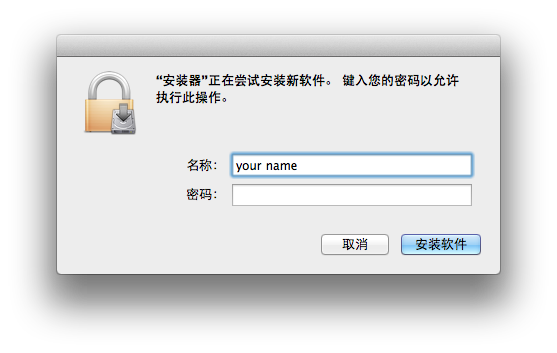 “安装器”正在尝试安装新软件。 键入您的密码以允许
执行此操作。
名称： your name
密码：
取消 安装软件